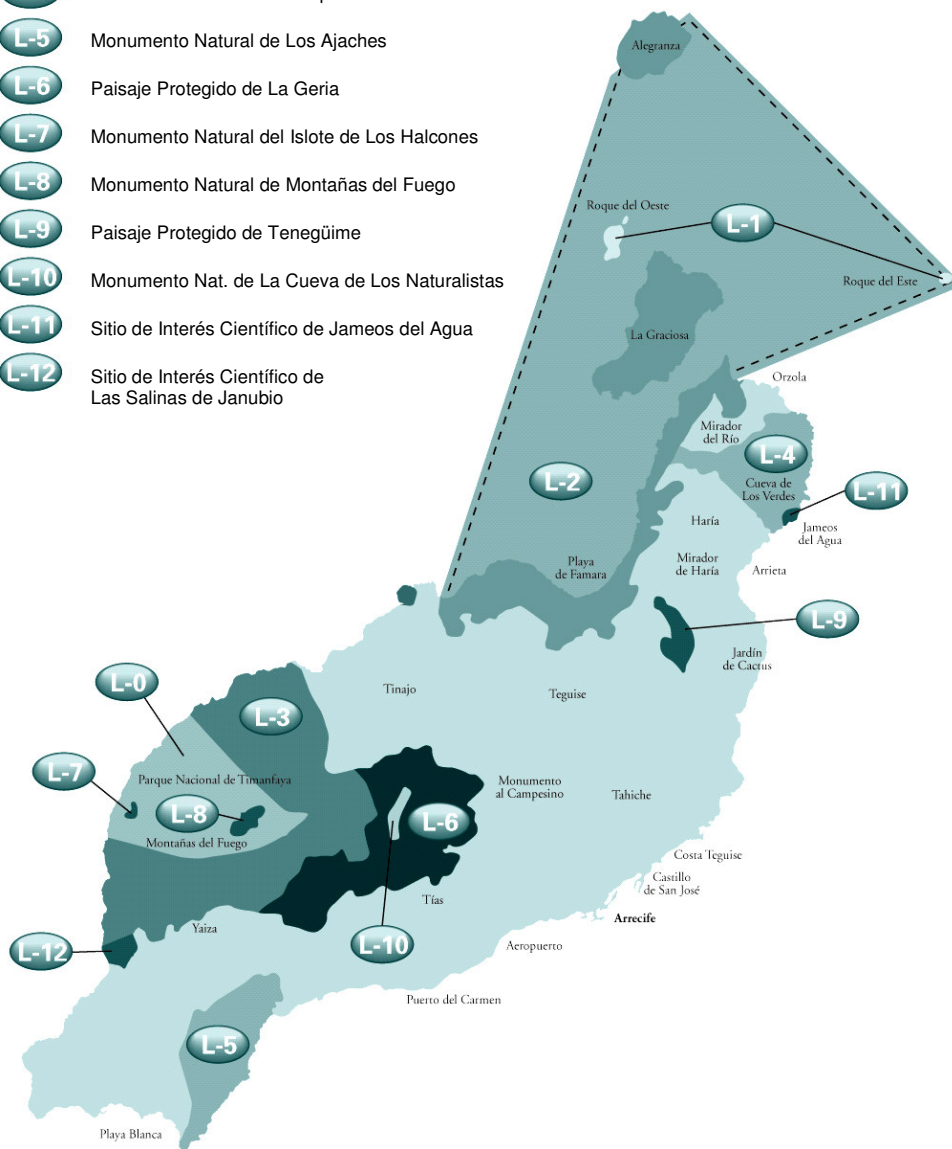 L-5 Monumento Natural de Los Ajaches
L-6 Paisaje Protegido de La Geria
L-7 Monumento Natural del Islote de Los Halcones
L-8 Monumento Natural de Montañas del Fuego
L-9 Paisaje Protegido de Tenegüime
L-10 Monumento Nat. de La Cueva de Los Naturalistas
L-11 Sitio de Interés Científico de Jameos del Agua
L-12 Sitio de Interés Científico de
Las Salinas de Janubio
Alegranza
Roque del Oeste
L-1
Roque del Este
La Graciosa
Orzola
Mirador
del Río
L-4
L-2
Cueva de
Los Verdes
L-11
Haría
Jameos
del Agua
Playa
de Famara
Mirador
de Haría
Arrieta
L-9
Jardín
de Cactus
L-0
Tinajo
Teguise
L-3
L-7
Parque Nacional de Timanfaya
Monumento
al Campesino
Tahiche
L-8
L-6
Montañas del Fuego
Costa Teguise
Castillo
de San José
Tías
Arrecife
Yaiza
L-12
L-10
Aeropuerto
Puerto del Carmen
L-5
Playa Blanca